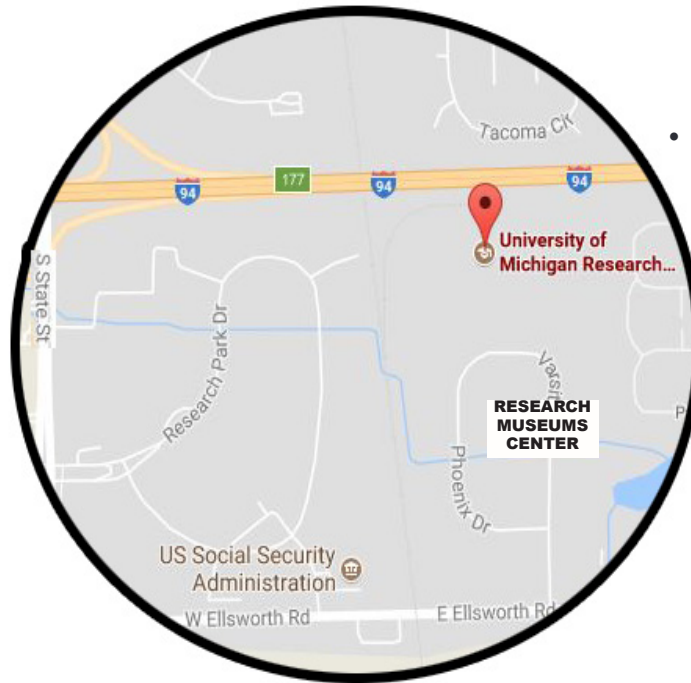 Tacoma Cir
177
94
94
94
University of
Michigan Research...
S State St
Research Park Dr
Varsit
RESEARCH
MUSEUMS
CENTER
P
Phoenix Dr
US Social Security
Administration
W Ellsworth Rd
E Ellsworth Rd